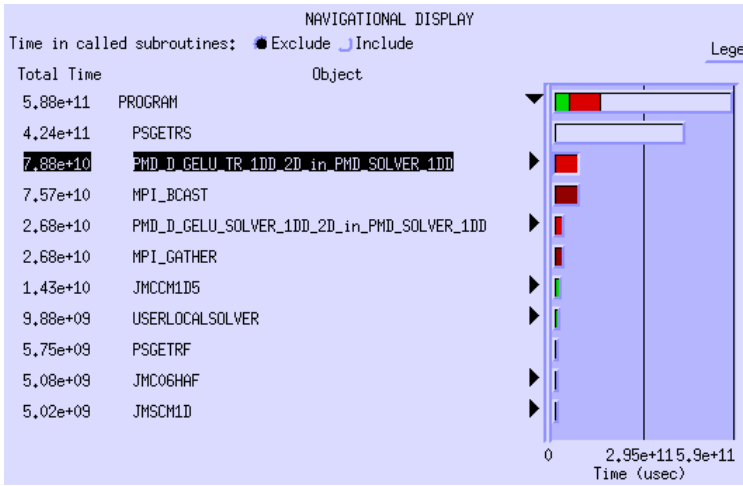 NAVIGATIONAL DISPLAY
Time in called subroutines: Exclude Include
Lege
Total Time Object
5.88e+11 PROGRAM
4.24e+11 PSGETRS
7.88e+10 PMD_D_GELU_TR_1DD_2D_in_PMD_SOLVER_1DD
7.57e+10 MPI_BCAST
2.68e+10 PMD_D_GELU_SOLVER_1DD_2D_in_PMD_SOLVER_1DD
2.68e+10 MPI_GATHER
1.43e+10 JMCCM1D5
9.88e+09 USERLOCALSOLVER
5.75e+09 PSGETRF
5.08e+09 JMC06HAF
5.02e+09 JMSCM1D
0 2.95e+11 5.9e+11
Time (usec)